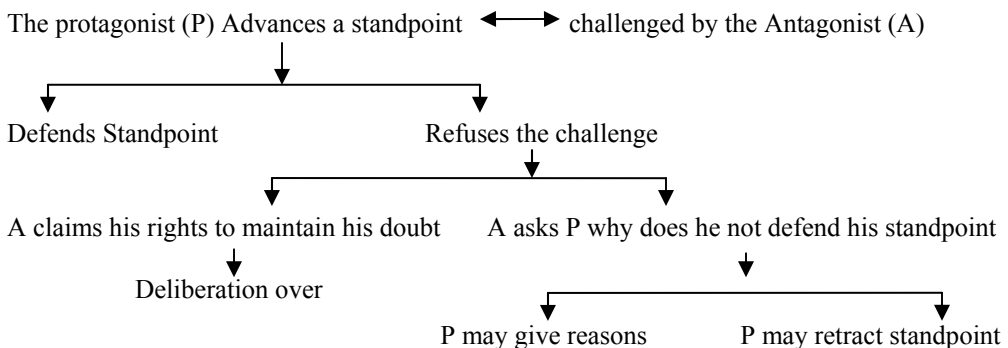 The protagonist (P) Advances a standpoint challenged by the Antagonist (A)
Defends Standpoint Refuses the challenge
A claims his rights to maintain his doubt A asks P why does he not defend his standpoint
Deliberation over
P may give reasons P may retract standpoint